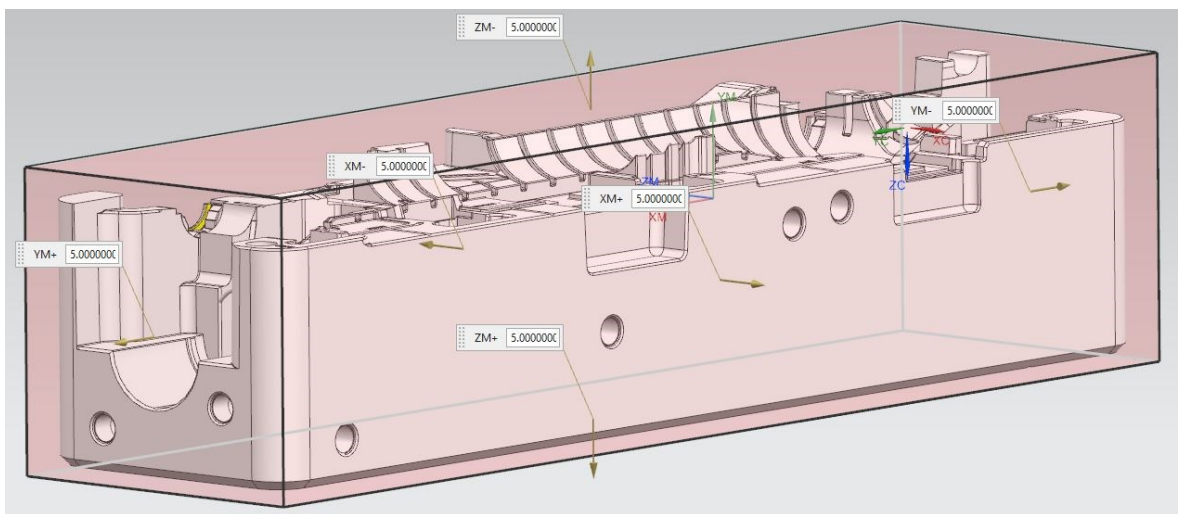 ZM- 5.000000(
YM- 5.000000(
YM
XM- 5.000000(
YC XC
ZC
ZM
XM+ 5.000000(
XM
YM+ 5.000000(
ZM+ 5.000000(